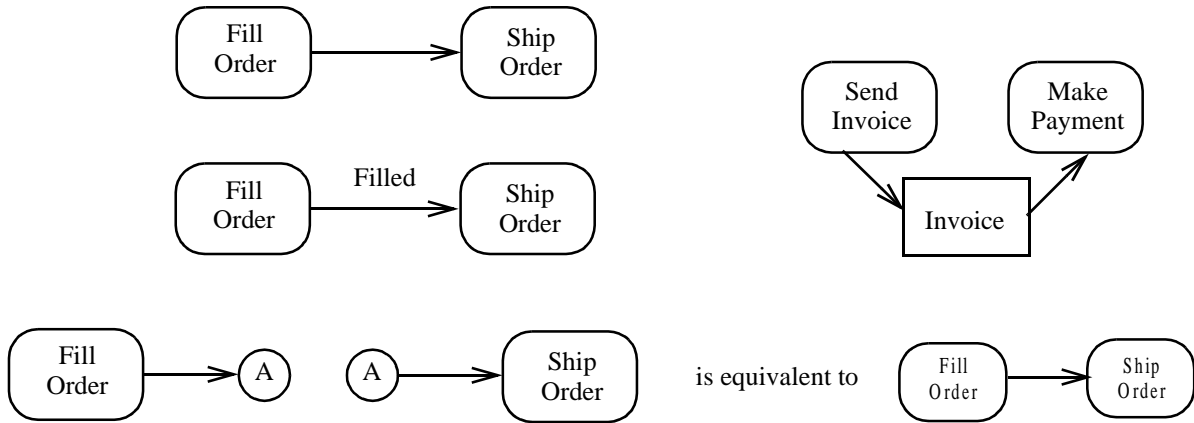 Fill
Order
Ship
Order
Send
Invoice
Make
Payment
Invoice
Fill
Order
Filled
Ship
Order
Fill
Order
A
A
Ship
Order
is equivalent to
Fill
Order
Ship
Order